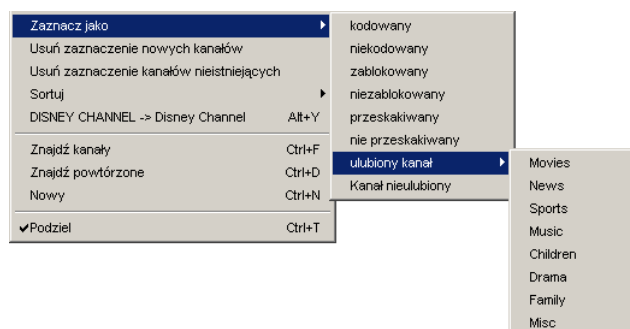 Zaznacz jako
Usuń zaznaczenie nowych kanałów
Usuń zaznaczenie kanałów nieistniejących
Sortuj
DISNEY CHANNEL -> Disney Channel Alt+Y
Znajdź kanały Ctrl+F
Znajdź powtórzone Ctrl+D
Nowy Ctrl+N
Podziel Ctrl+T
kodowany
niekodowany
zablokowany
niezablokowany
przeskakiwany
nie przeskakiwany
ulubiony kanał
Kanał nieulubiony
Movies
News
Sports
Music
Children
Drama
Family
Misc